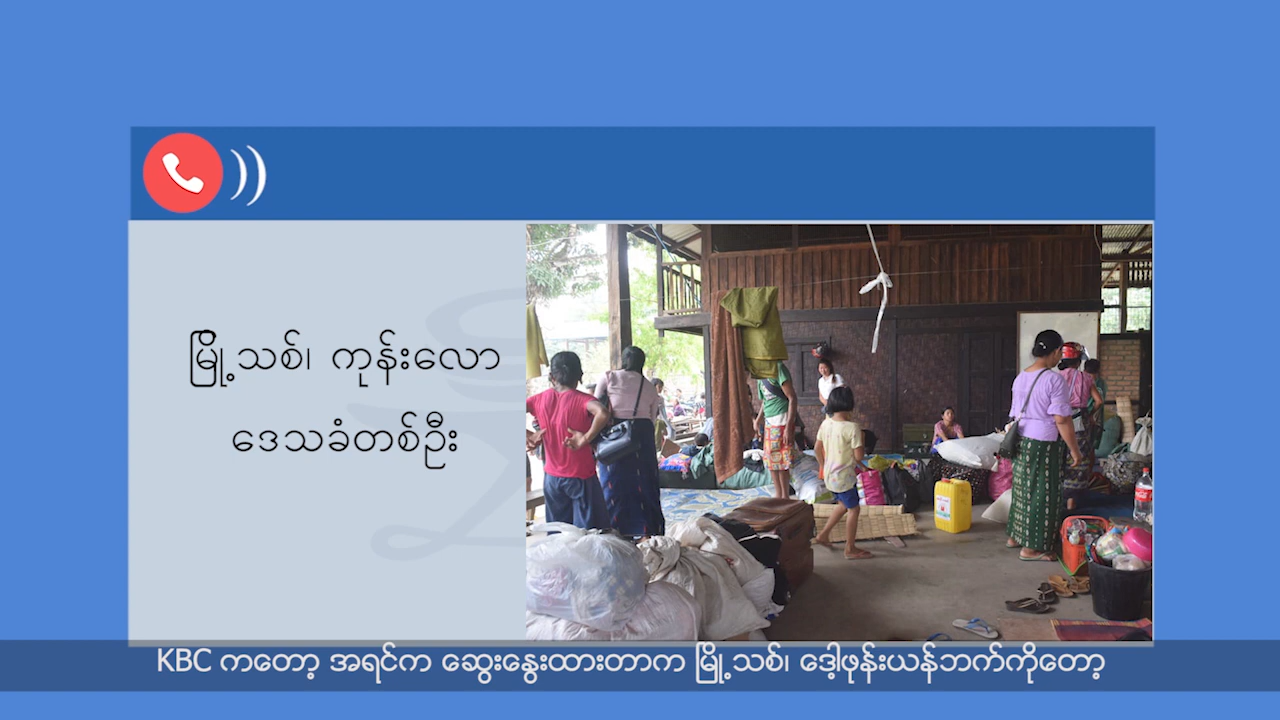 မြို့သစ်၊ ကုန်းလော
ဒေသခံတစ်ဦး
KBC ကတော့ အရင်က ဆွေးနွေးထားတာက မြို့သစ်၊ ဒေါ့ဖုန်းယန်ဘက်ကိုတော့